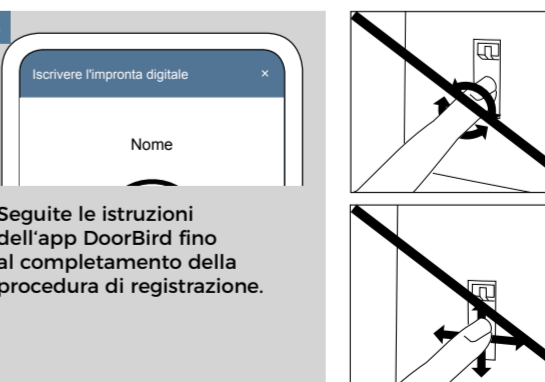 Iscrivere l'impronta digitale ×
Nome
Seguite le istruzioni
dell‘app DoorBird fino
al completamento della
procedura di registrazione.